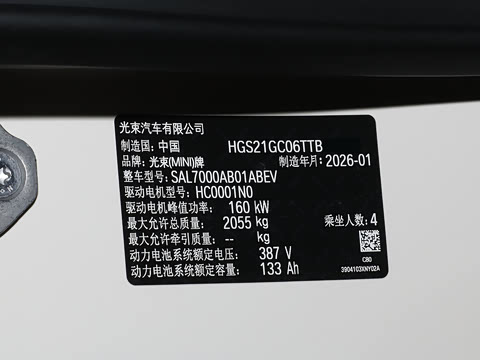 光束汽车有限公司
制造国: 中国 HGS21GC06TTB
品牌: 光束(MINI)牌 制造年月: 2026-01
整车型号: SAL7000AB01ABEV
驱动电机型号: HC0001N0
驱动电机峰值功率: 160 kW
最大允许总质量: 2055 kg 乘坐人数: 4
最大允许牵引质量: -- kg
动力电池系统额定电压: 387 V
动力电池系统额定容量: 133 Ah
C80
3904103XNY02A